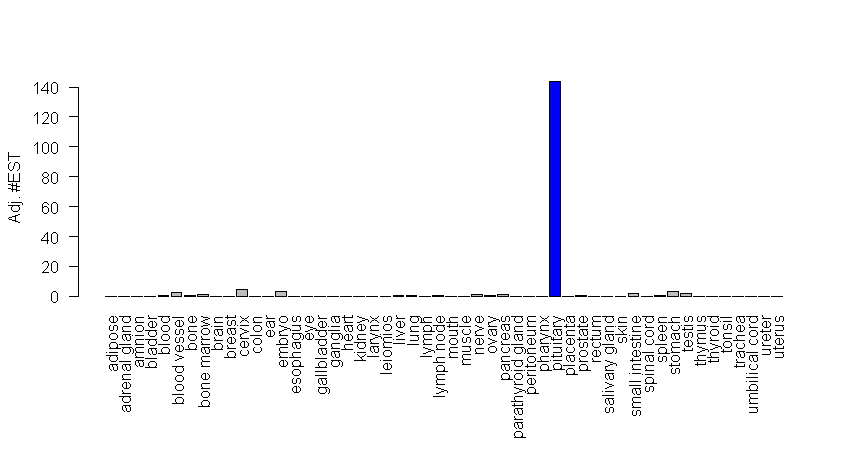 140
120
100
80
60
40
20
0
Adj. #EST
adipose
adrenal gland
amnion
bladder
blood
blood vessel
bone
bone marrow
brain
breast
cervix
colon
ear
embryo
esophagus
eye
gallbladder
ganglia
heart
kidney
larynx
leiomios
liver
lung
lymph
lymph node
mouth
muscle
nerve
ovary
pancreas
parathyroid gland
peritoneum
pharynx
pituitary
placenta
prostate
rectum
salivary gland
skin
small intestine
spinal cord
spleen
stomach
testis
thymus
thyroid
tonsil
trachea
umbilical cord
ureter
uterus